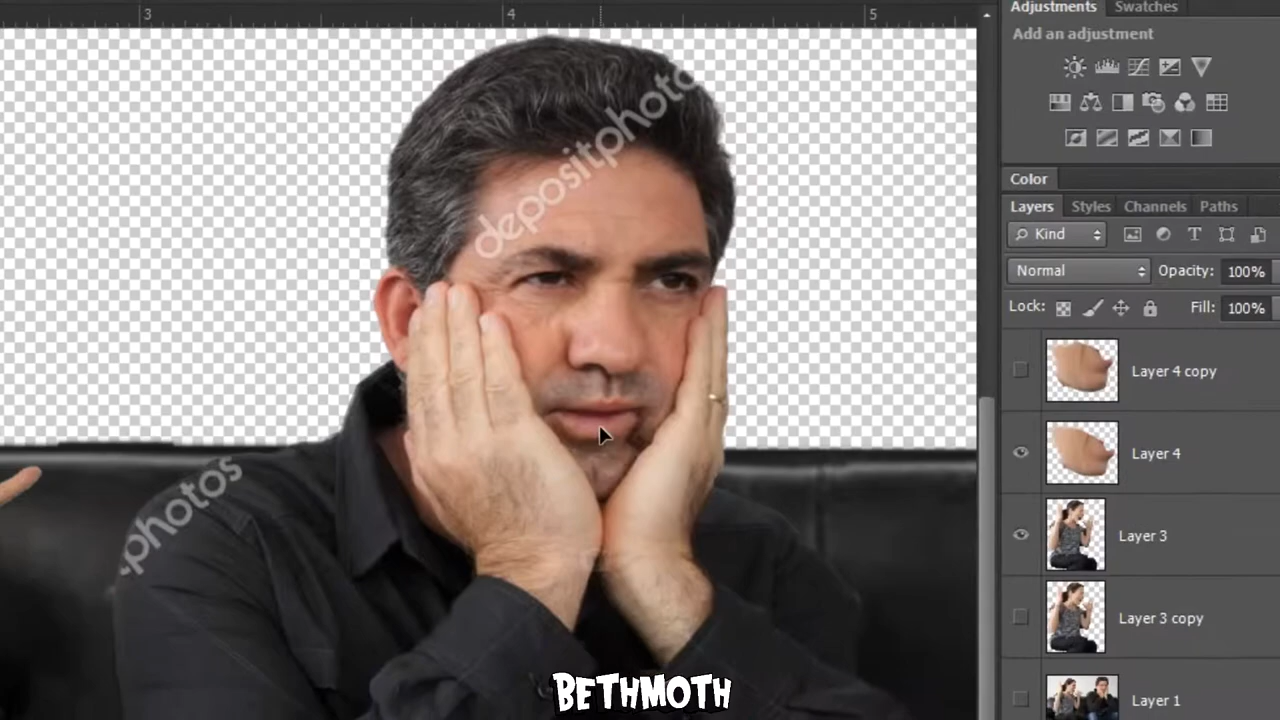 3 4 5
Adjustments Swatches
Add an adjustment
Color
Layers Styles Channels Paths
Kind
Normal Opacity: 100%
Lock: Fill: 100%
Layer 4 copy
Layer 4
Layer 3
Layer 3 copy
Layer 1
depositphotos
photos
BETHMOTH